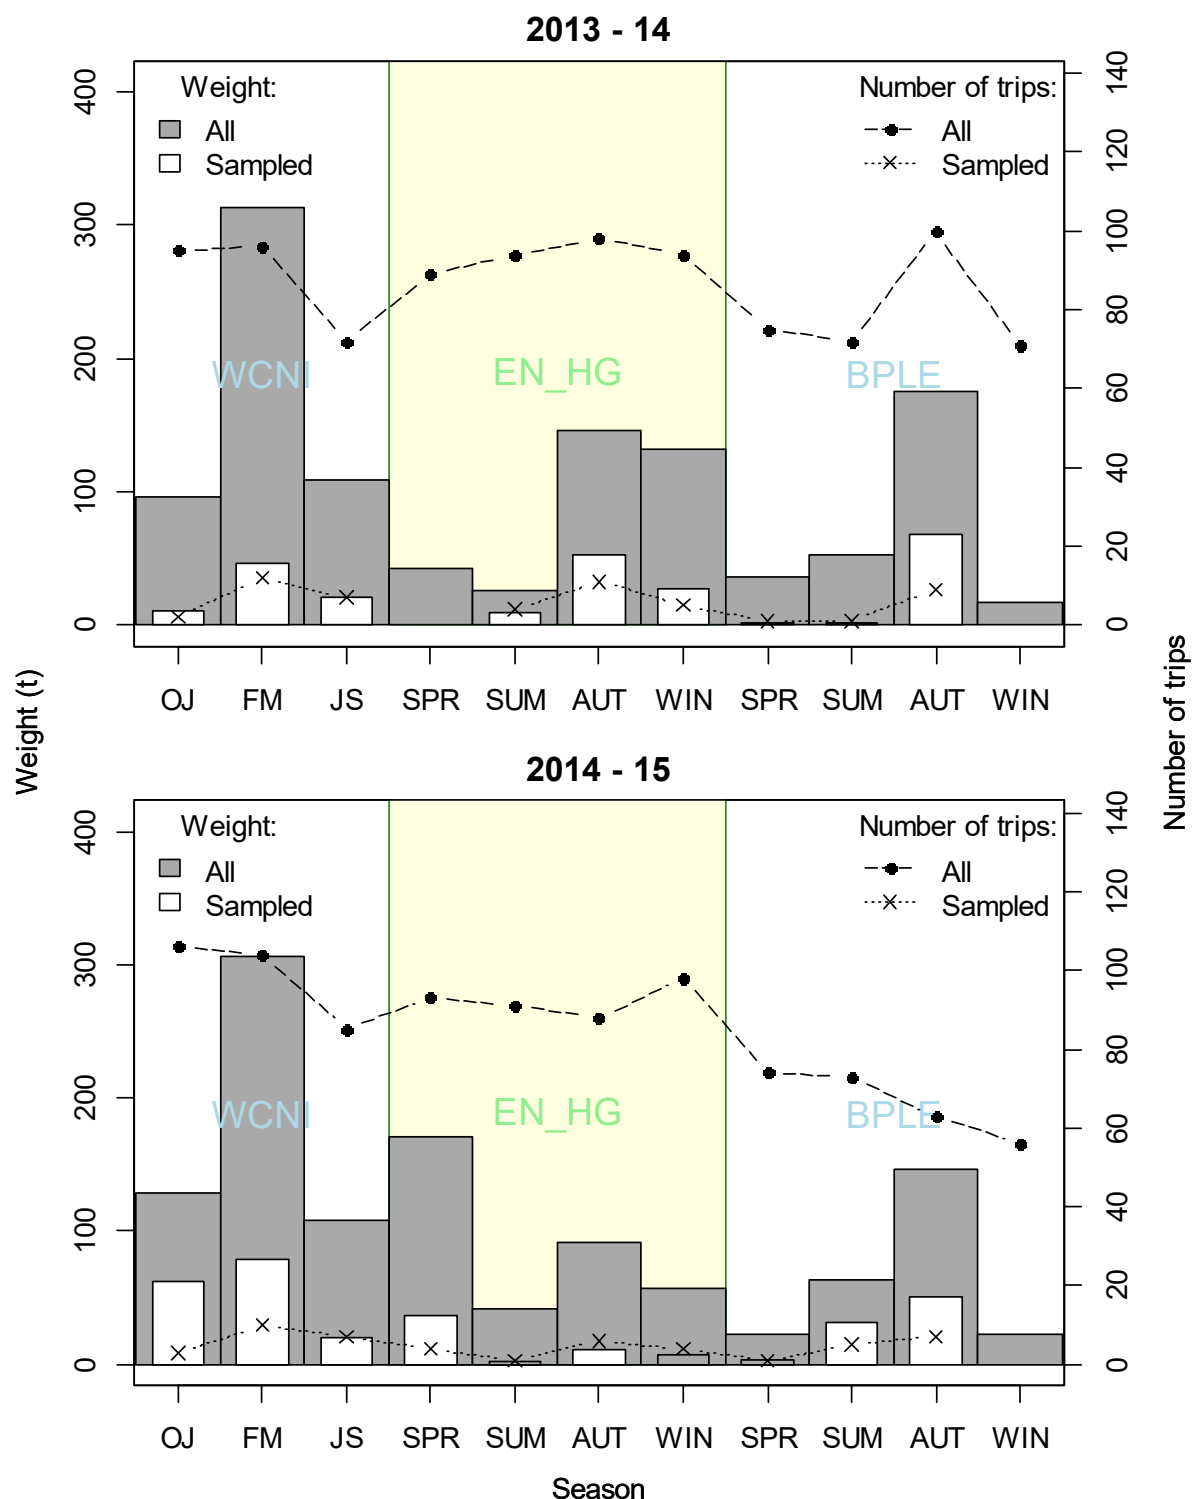 2013 - 14
Weight:
All
Sampled
Number of trips:
All
Sampled
WCNI
EN_HG
BPLE
400
300
200
100
0
140
120
100
80
60
40
20
0
OJ FM JS SPR SUM AUT WIN SPR SUM AUT WIN
Weight (t)
Number of trips
2014 - 15
Weight:
All
Sampled
Number of trips:
All
Sampled
WCNI
EN_HG
BPLE
400
300
200
100
0
140
120
100
80
60
40
20
0
OJ FM JS SPR SUM AUT WIN SPR SUM AUT WIN
Season